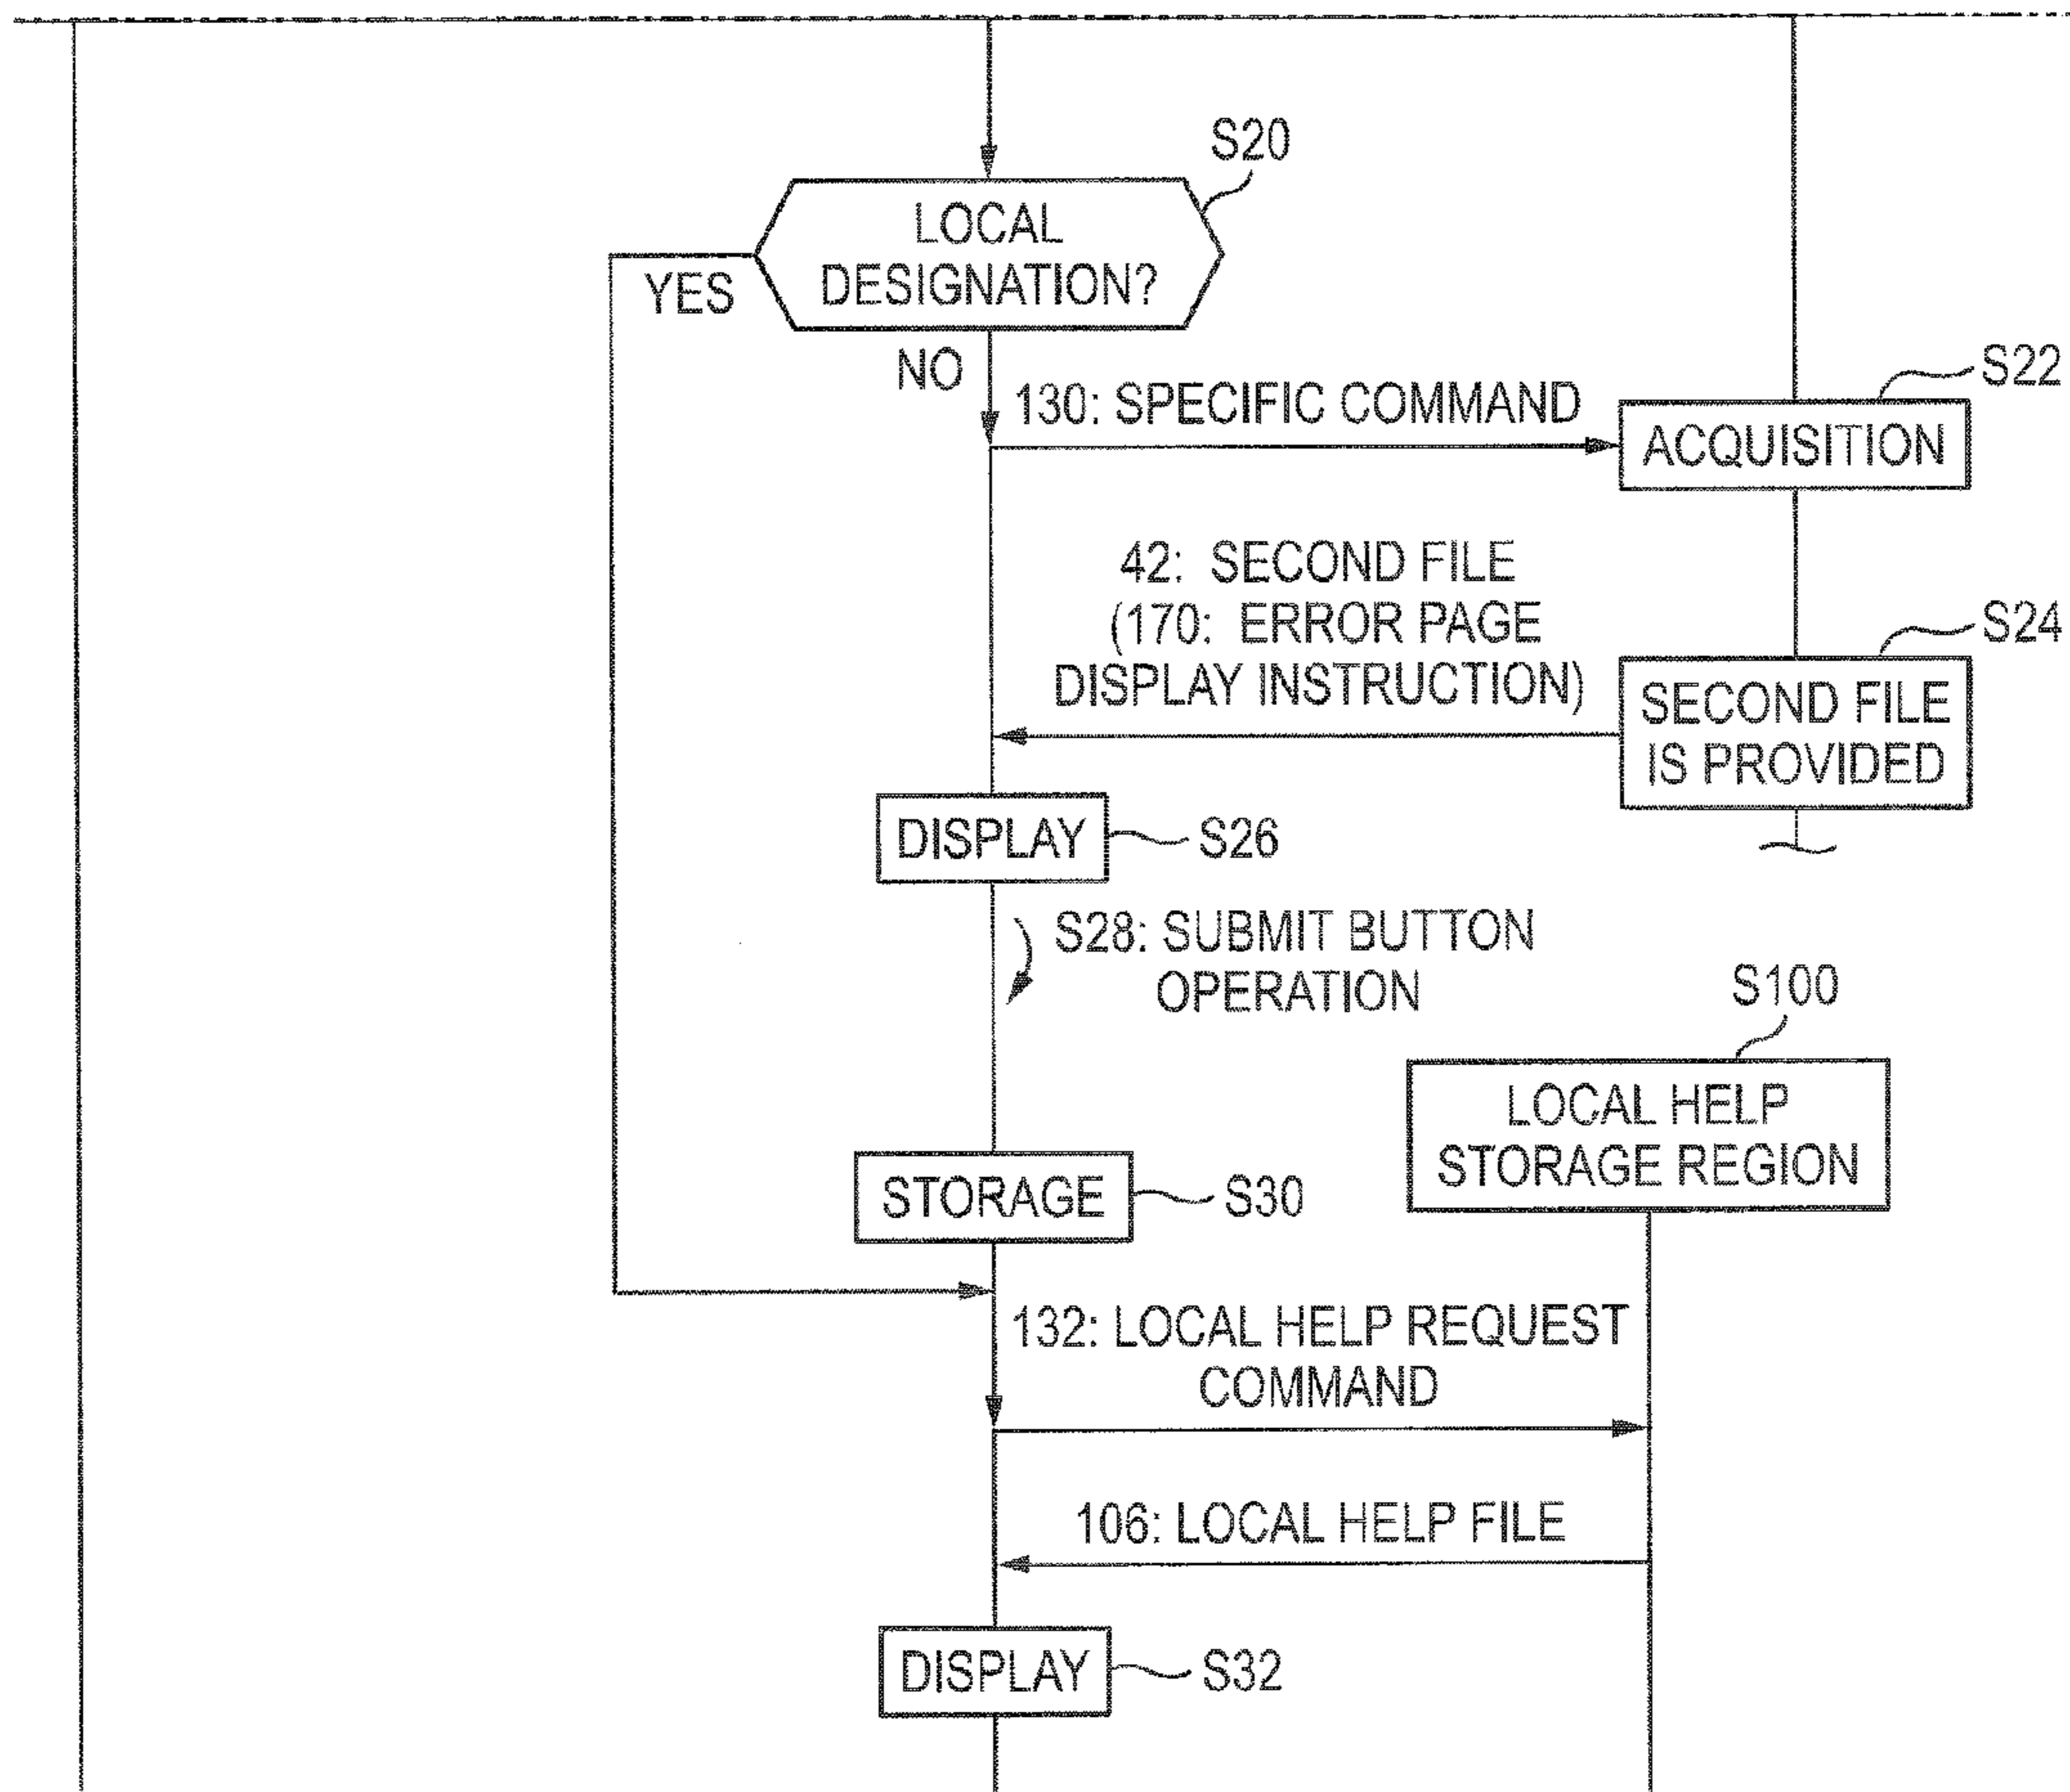 S20
LOCAL
DESIGNATION?
YES
NO
S22
130: SPECIFIC COMMAND
ACQUISITION
42: SECOND FILE
(170: ERROR PAGE
DISPLAY INSTRUCTION)
S24
SECOND FILE
IS PROVIDED
DISPLAY
S26
S28: SUBMIT BUTTON
OPERATION
S100
LOCAL HELP
STORAGE REGION
STORAGE
S30
132: LOCAL HELP REQUEST
COMMAND
106: LOCAL HELP FILE
DISPLAY
S32